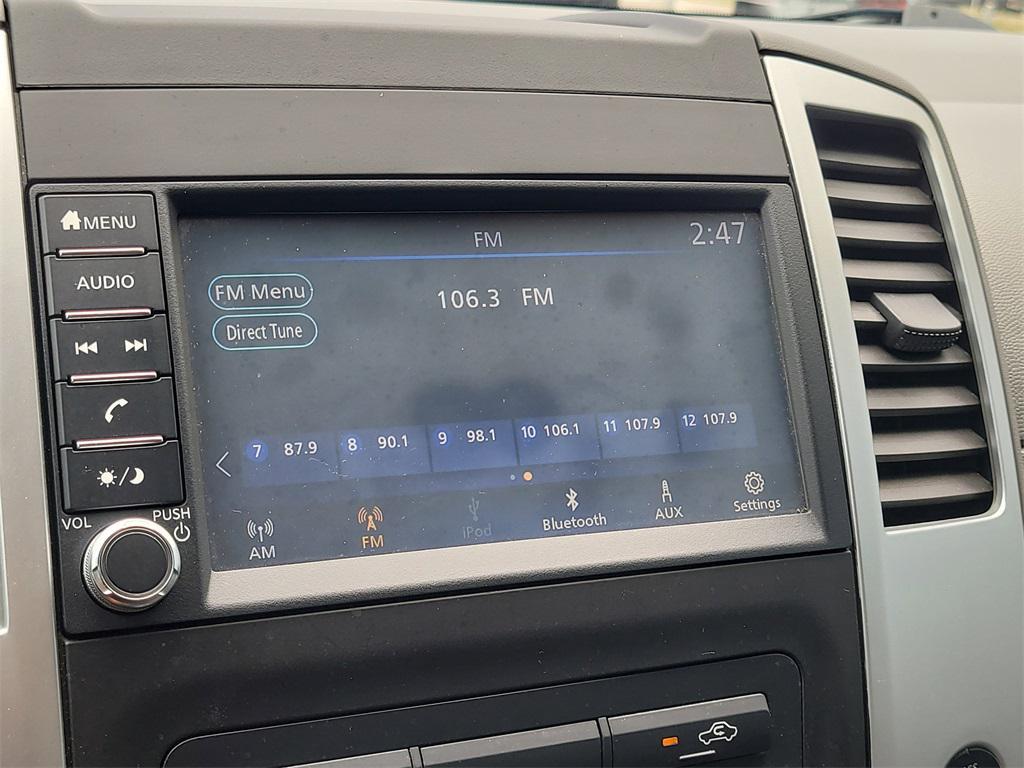 MENU
AUDIO
VOL
PUSH
FM
2:47
FM Menu
106.3 FM
Direct Tune
7 87.9
8 90.1
9 98.1
10 106.1
11 107.9
12 107.9
AM
FM
iPod
Bluetooth
AUX
Settings